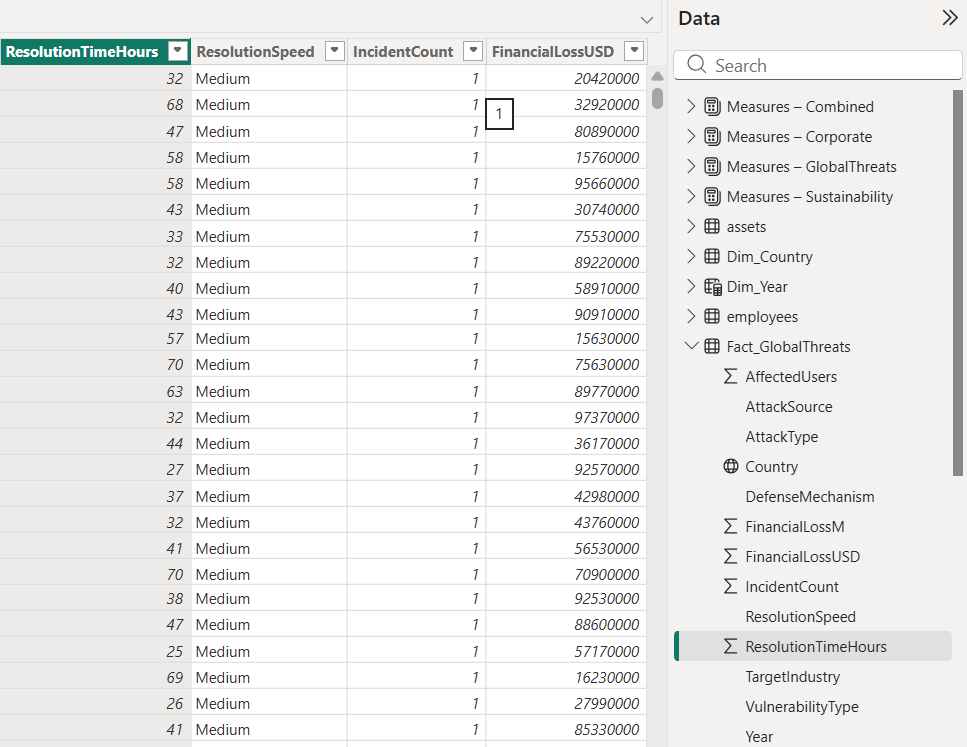 Data
Search
ResolutionTimeHours ResolutionSpeed IncidentCount FinancialLossUSD
32 Medium 1 20420000
68 Medium 1 32920000
1
47 Medium 1 80890000
58 Medium 1 15760000
58 Medium 1 95660000
43 Medium 1 30740000
33 Medium 1 75530000
32 Medium 1 89220000
40 Medium 1 58910000
43 Medium 1 90910000
57 Medium 1 15630000
70 Medium 1 75630000
63 Medium 1 89770000
32 Medium 1 97370000
44 Medium 1 36170000
27 Medium 1 92570000
37 Medium 1 42980000
32 Medium 1 43760000
41 Medium 1 56530000
70 Medium 1 70900000
38 Medium 1 92530000
47 Medium 1 88600000
25 Medium 1 57170000
69 Medium 1 16230000
26 Medium 1 27990000
41 Medium 1 85330000
Measures – Combined
Measures – Corporate
Measures – GlobalThreats
Measures – Sustainability
assets
Dim_Country
Dim_Year
employees
Fact_GlobalThreats
AffectedUsers
AttackSource
AttackType
Country
DefenseMechanism
FinancialLossM
FinancialLossUSD
IncidentCount
ResolutionSpeed
ResolutionTimeHours
TargetIndustry
VulnerabilityType
Year